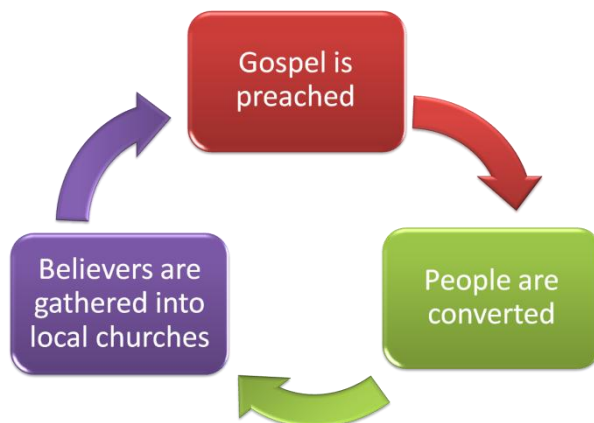 Gospel is
preached
People are
converted
Believers are
gathered into
local churches